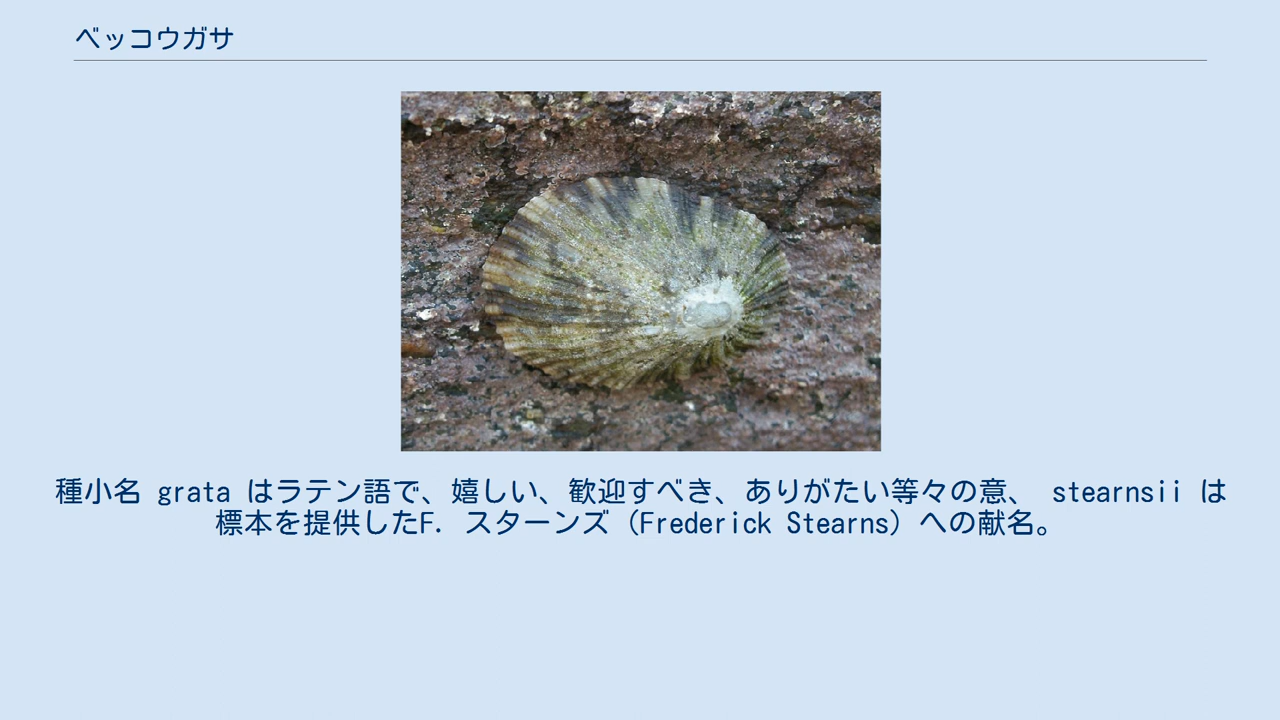 ベッコウガサ
種小名 grata はラテン語で、嬉しい、歓迎すべき、ありがたい等々の意、 stearnsii は
標本を提供したF. スターンズ（Frederick Stearns）への献名。